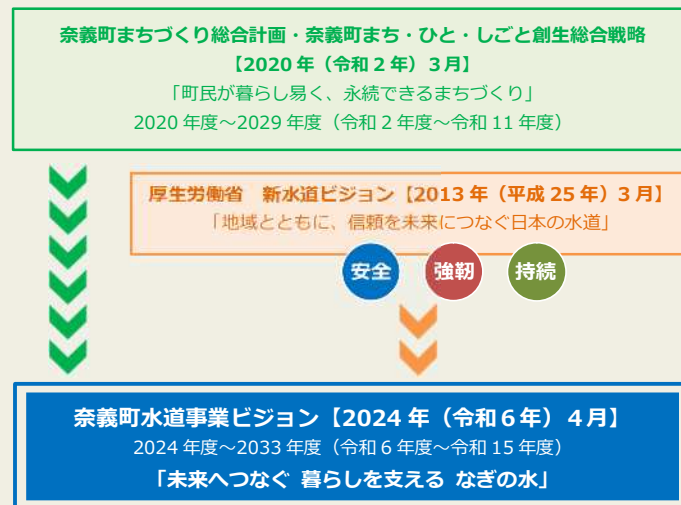 奈義町まちづくり総合計画・奈義町まち・ひと・しごと創生総合戦略
【2020年（令和2年）3月】
「町民が暮らし易く、永続できるまちづくり」
2020年度～2029年度（令和2年度～令和11年度）
厚生労働省　新水道ビジョン【2013年（平成25年）3月】
「地域とともに、信頼を未来につなぐ日本の水道」
安全　強靭　持続
奈義町水道事業ビジョン【2024年（令和6年）4月】
2024年度～2033年度（令和6年度～令和15年度）
「未来へつなぐ 暮らしを支える なぎの水」